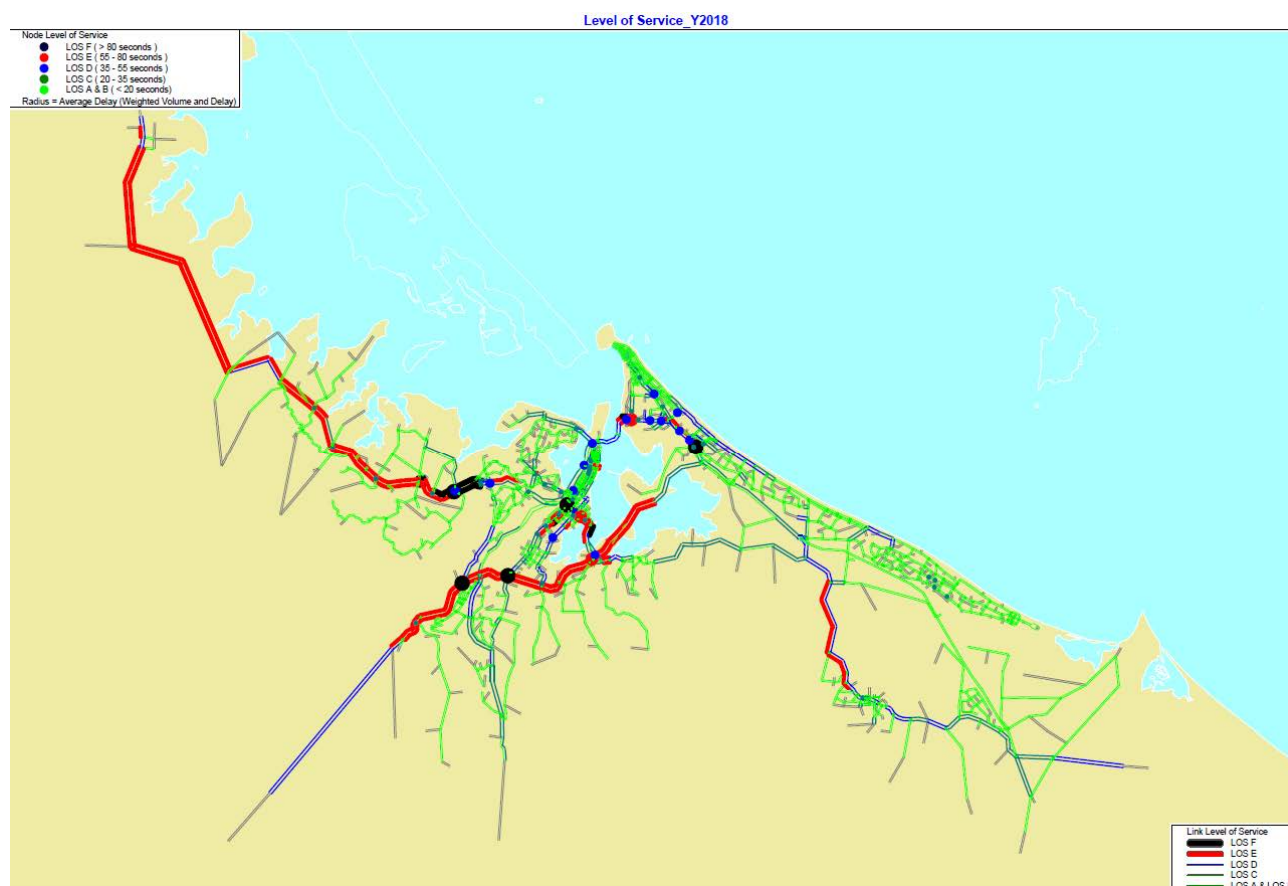 Level of Service_Y2018
Node Level of Service
LOS F ( > 80 seconds )
LOS E ( 55 - 80 seconds )
LOS D ( 35 - 55 seconds )
LOS C ( 20 - 35 seconds)
LOS A & B ( < 20 seconds)
Radius = Average Delay (Weighted Volume and Delay)
Link Level of Service
LOS F
LOS E
LOS D
LOS C
LOS A & LOS